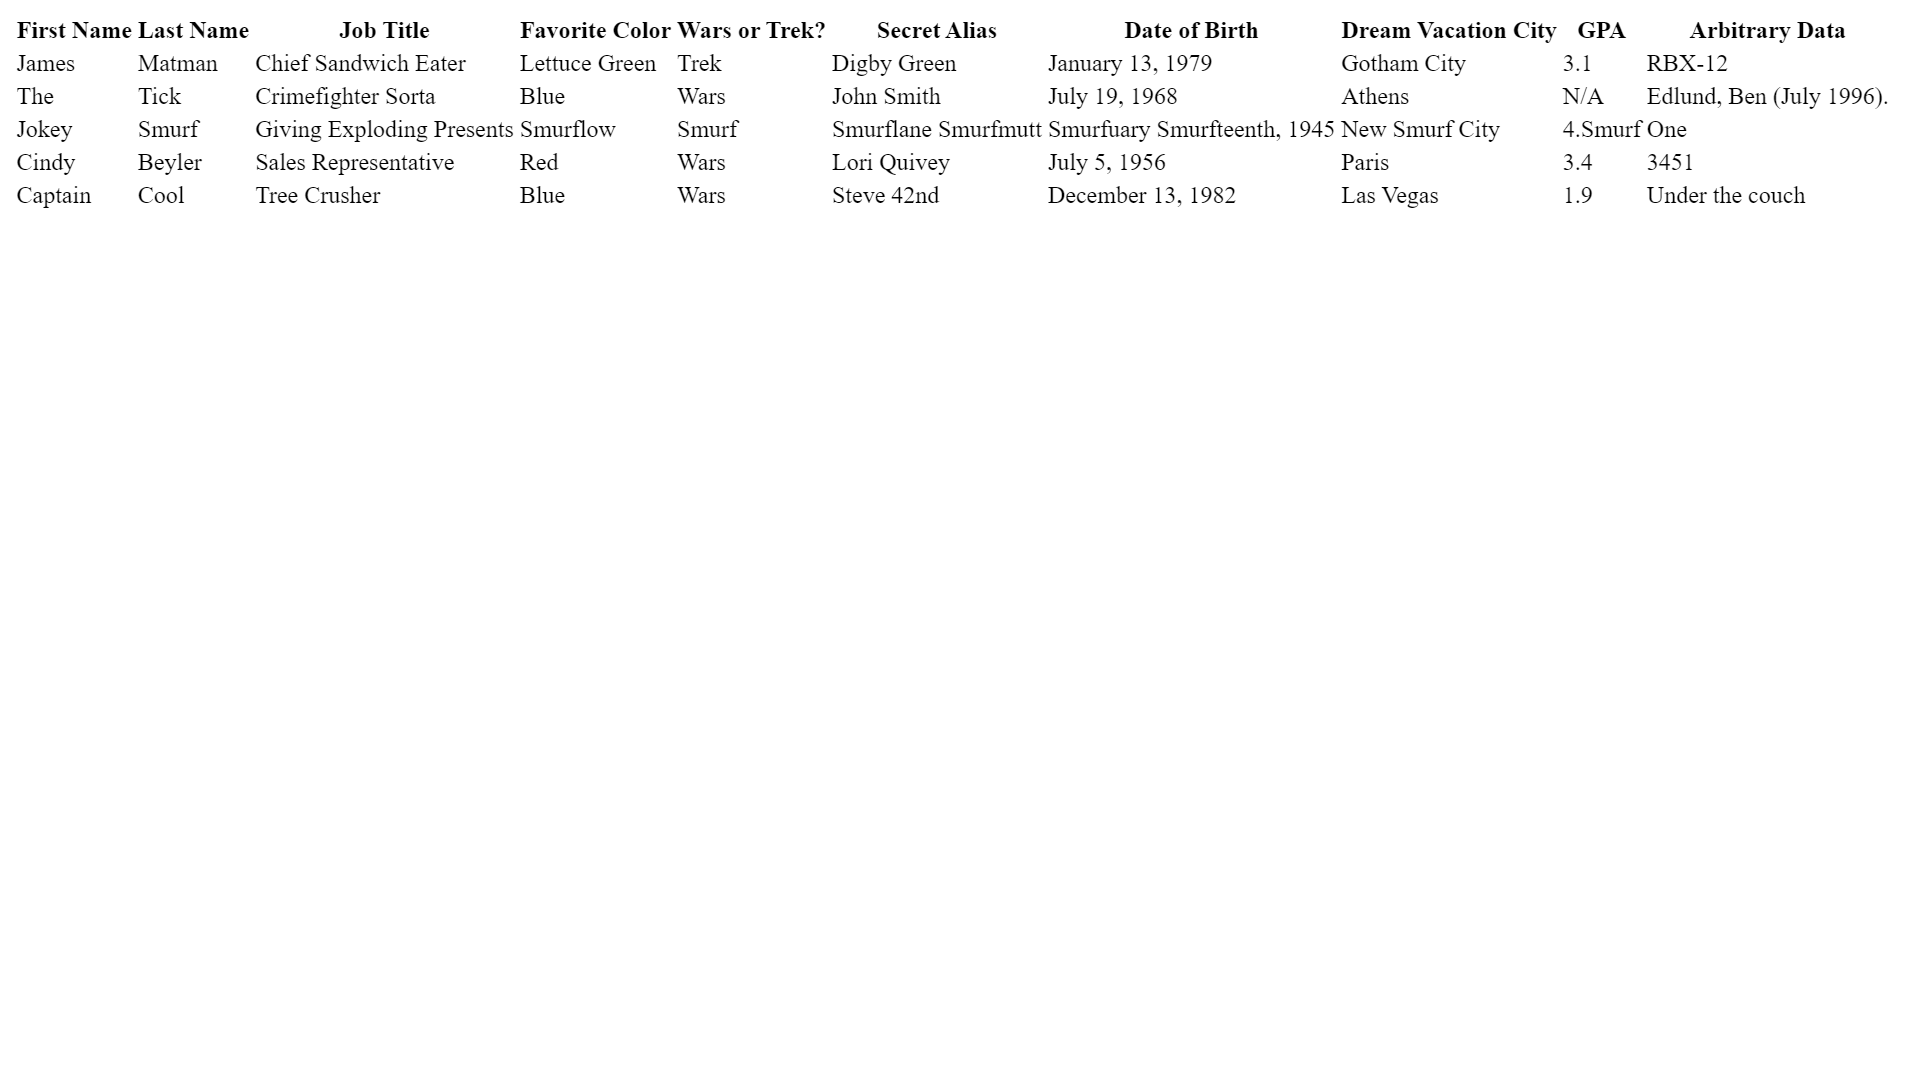 First Name Last Name Job Title Favorite Color Wars or Trek? Secret Alias Date of Birth Dream Vacation City GPA Arbitrary Data
James Matman Chief Sandwich Eater Lettuce Green Trek Digby Green January 13, 1979 Gotham City 3.1 RBX-12
The Tick Crimefighter Sorta Blue Wars John Smith July 19, 1968 Athens N/A Edlund, Ben (July 1996).
Jokey Smurf Giving Exploding Presents Smurflow Smurf Smurflane Smurfmutt Smurfuary Smurfteenth, 1945 New Smurf City 4.Smurf One
Cindy Beyler Sales Representative Red Wars Lori Quivey July 5, 1956 Paris 3.4 3451
Captain Cool Tree Crusher Blue Wars Steve 42nd December 13, 1982 Las Vegas 1.9 Under the couch